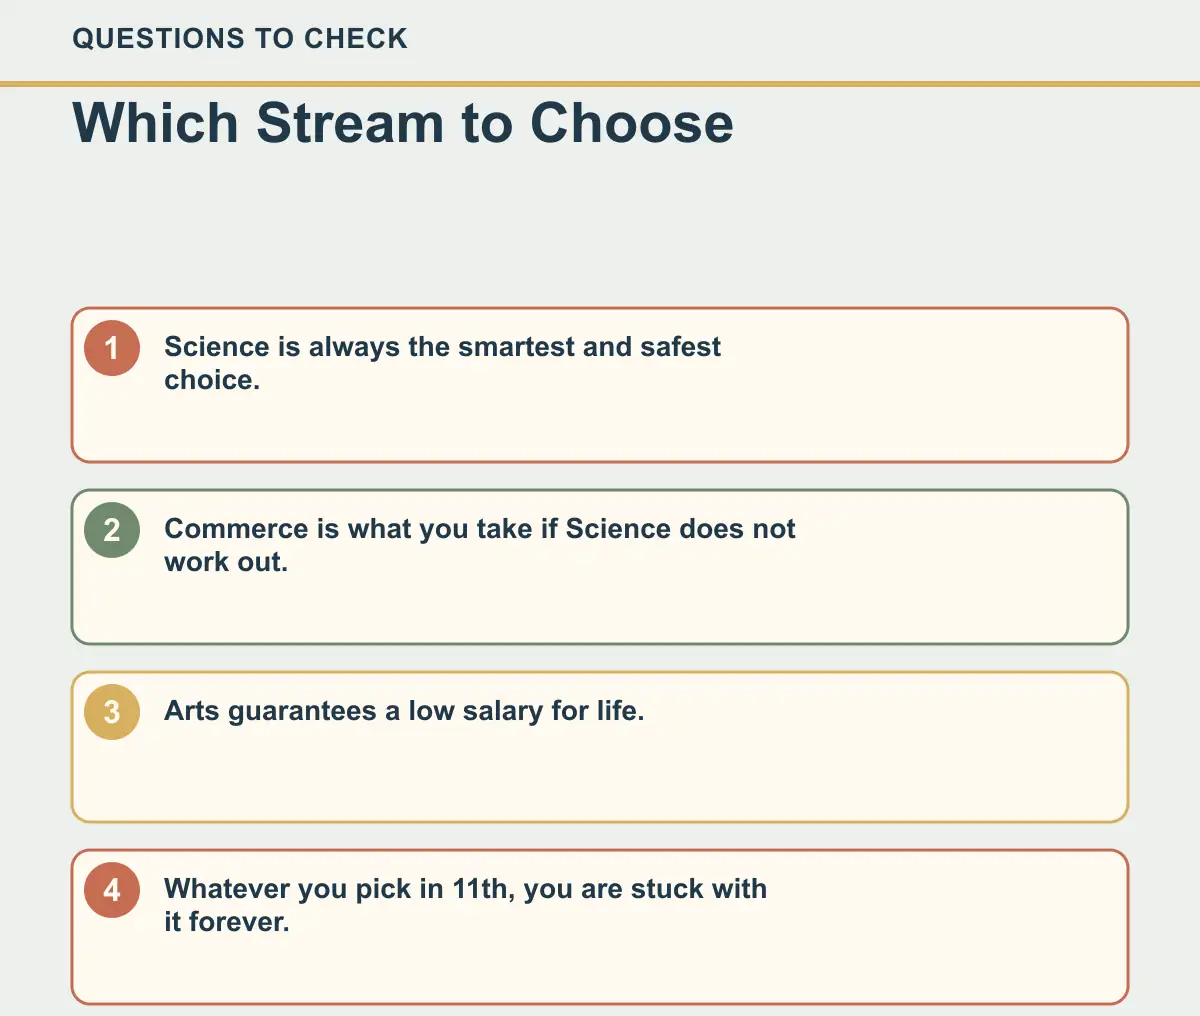 QUESTIONS TO CHECK
Which Stream to Choose
1
Science is always the smartest and safest
choice.
2
Commerce is what you take if Science does not
work out.
3
Arts guarantees a low salary for life.
4
Whatever you pick in 11th, you are stuck with
it forever.